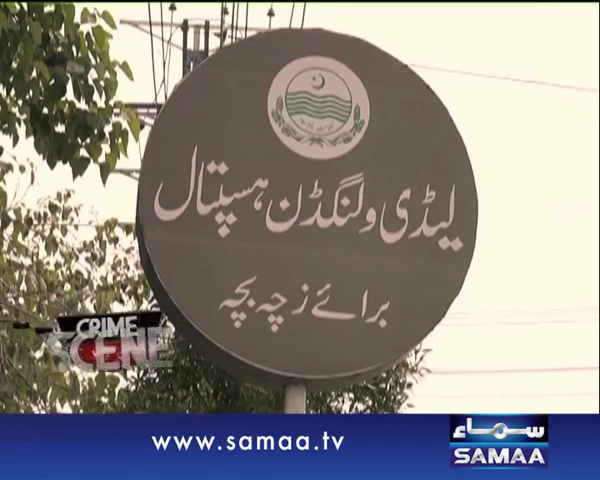 لیڈی ولنگڈن ہسپتال
برائے زچہ بچہ
CRIME
SCENE
www.samaa.tv
سماء
SAMAA